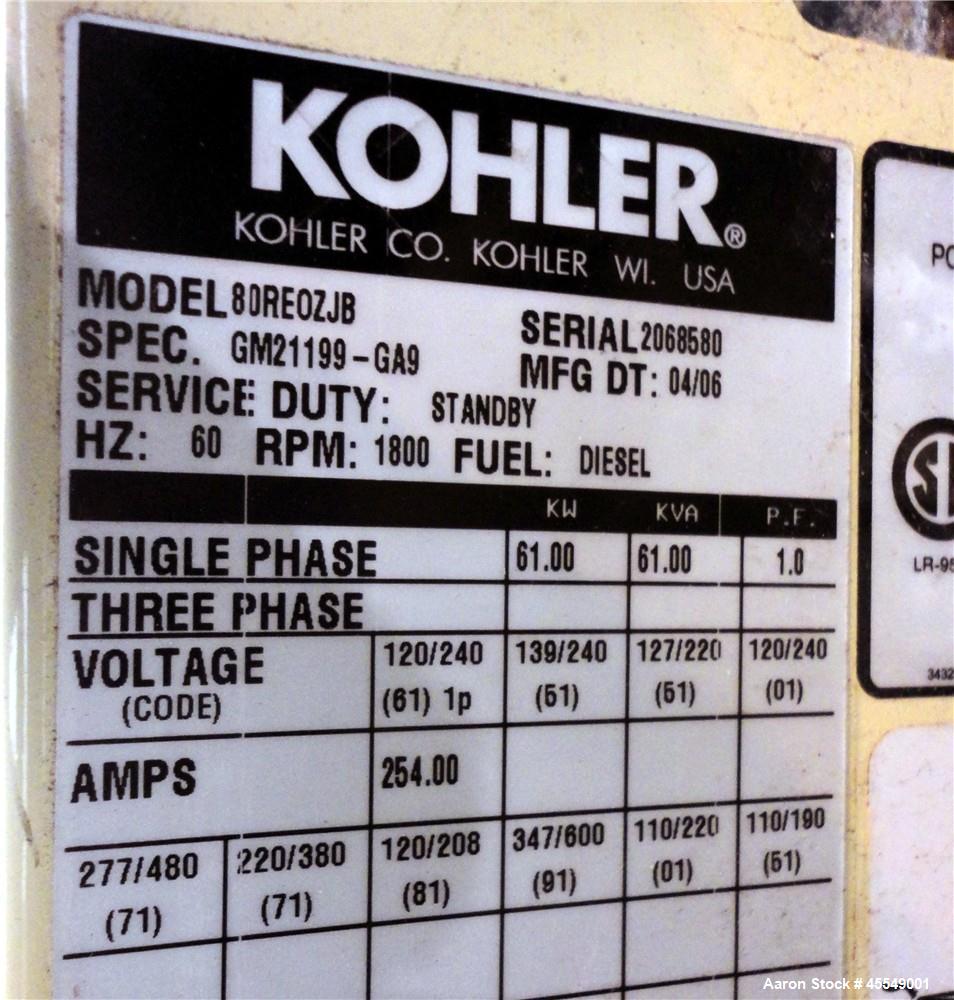 KOHLER®
KOHLER CO. KOHLER WI. USA
MODEL 80REOZJB
SERIAL 2068580
SPEC. GM21199-GA9
MFG DT: 04/06
SERVICE DUTY: STANDBY
HZ: 60 RPM: 1800 FUEL: DIESEL
KW KVA P.F.
SINGLE PHASE 61.00 61.00 1.0
THREE PHASE
VOLTAGE 120/240 139/240 127/220 120/240
(CODE) (61) 1p (51) (51) (01)
AMPS 254.00
277/480 220/380 120/208 347/600 110/220 110/190
(71) (71) (81) (91) (01) (51)
LR-95
3432
Aaron Stock # 45549001